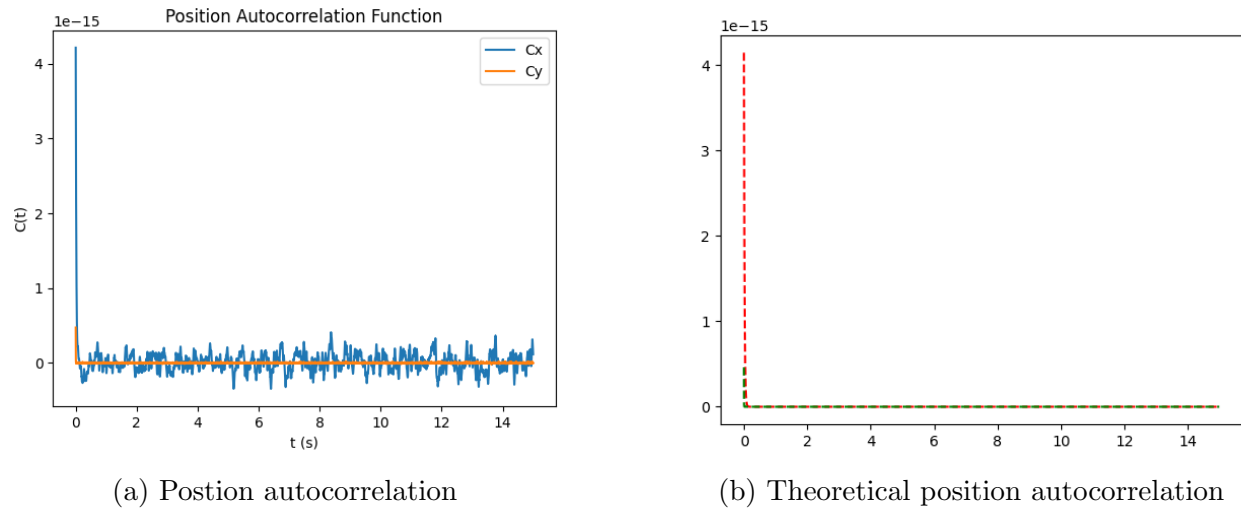 1e−15
Position Autocorrelation Function
Cx
Cy
4
3
2
1
0
C(t)
0 2 4 6 8 10 12 14
t (s)
(a) Postion autocorrelation
1e−15
4
3
2
1
0
0 2 4 6 8 10 12 14
(b) Theoretical position autocorrelation